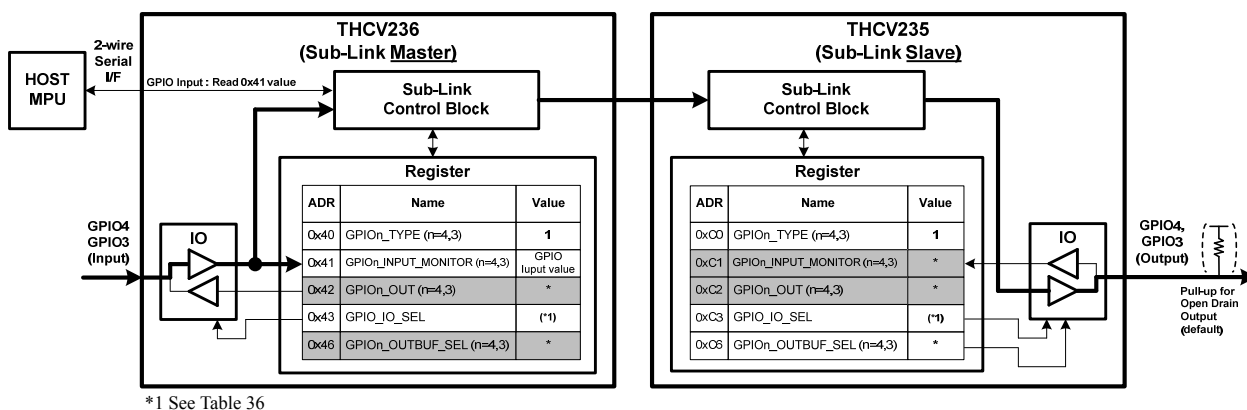 THCV236
(Sub-Link Master)
THCV235
(Sub-Link Slave)
2-wire
Serial
I/F
HOST
MPU
GPIO Input : Read 0x41 value
Sub-Link
Control Block
Sub-Link
Control Block
Register
ADR Name Value
0x40 GPIOn_TYPE (n=4,3) 1
0x41 GPIOn_INPUT_MONITOR (n=4,3) GPIO Iuput value
0x42 GPIOn_OUT (n=4,3) *
0x43 GPIO_IO_SEL (*1)
0x46 GPIOn_OUTBUF_SEL (n=4,3) *
GPIO4
GPIO3
(Input)
IO
Register
ADR Name Value
0xC0 GPIOn_TYPE (n=4,3) 1
0xC1 GPIOn_INPUT_MONITOR (n=4,3) *
0xC2 GPIOn_OUT (n=4,3) *
0xC3 GPIO_IO_SEL (*1)
0xC6 GPIOn_OUTBUF_SEL (n=4,3) *
IO
GPIO4,
GPIO3
(Output)
Pull-up for
Open Drain
Output
(default)
*1 See Table 36